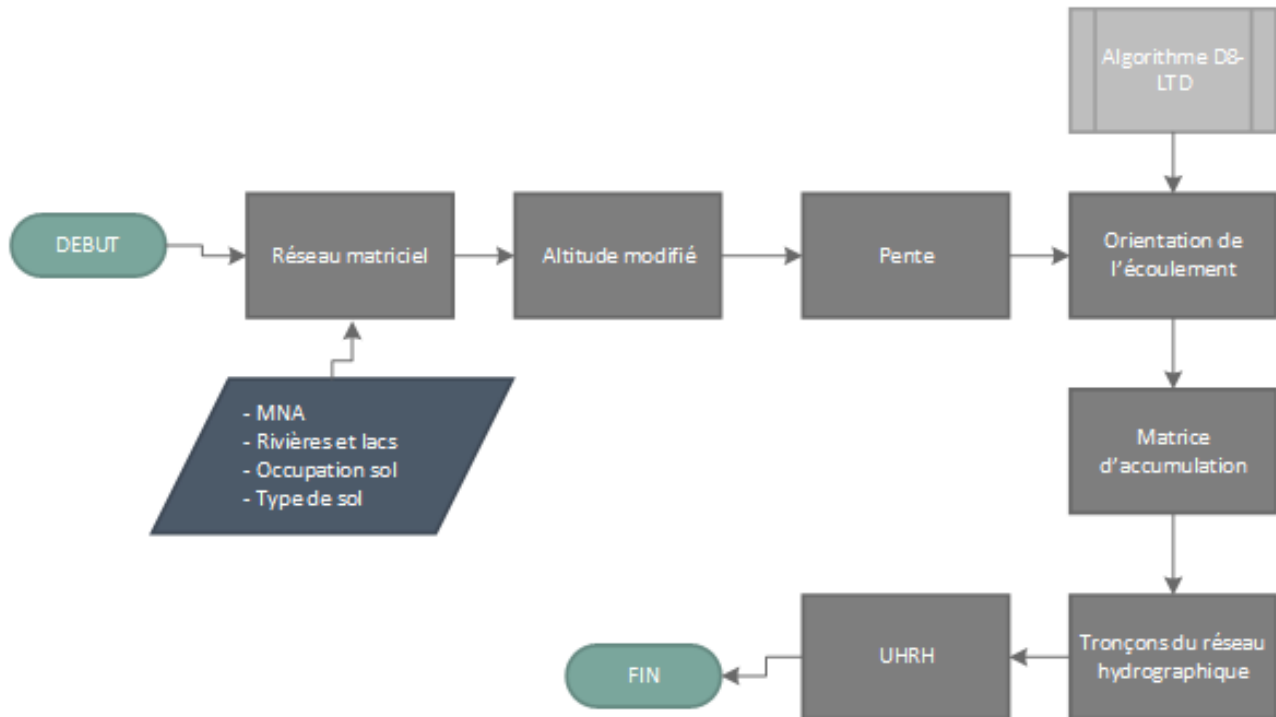 Algorithme D8-
LTD
DEBUT
Réseau matriciel
Altitude modifié
Pente
Orientation de
l'écoulement
- MNA
- Rivières et lacs
- Occupation sol
- Type de sol
Matrice
d'accumulation
Tronçons du réseau
hydrographique
UHRH
FIN